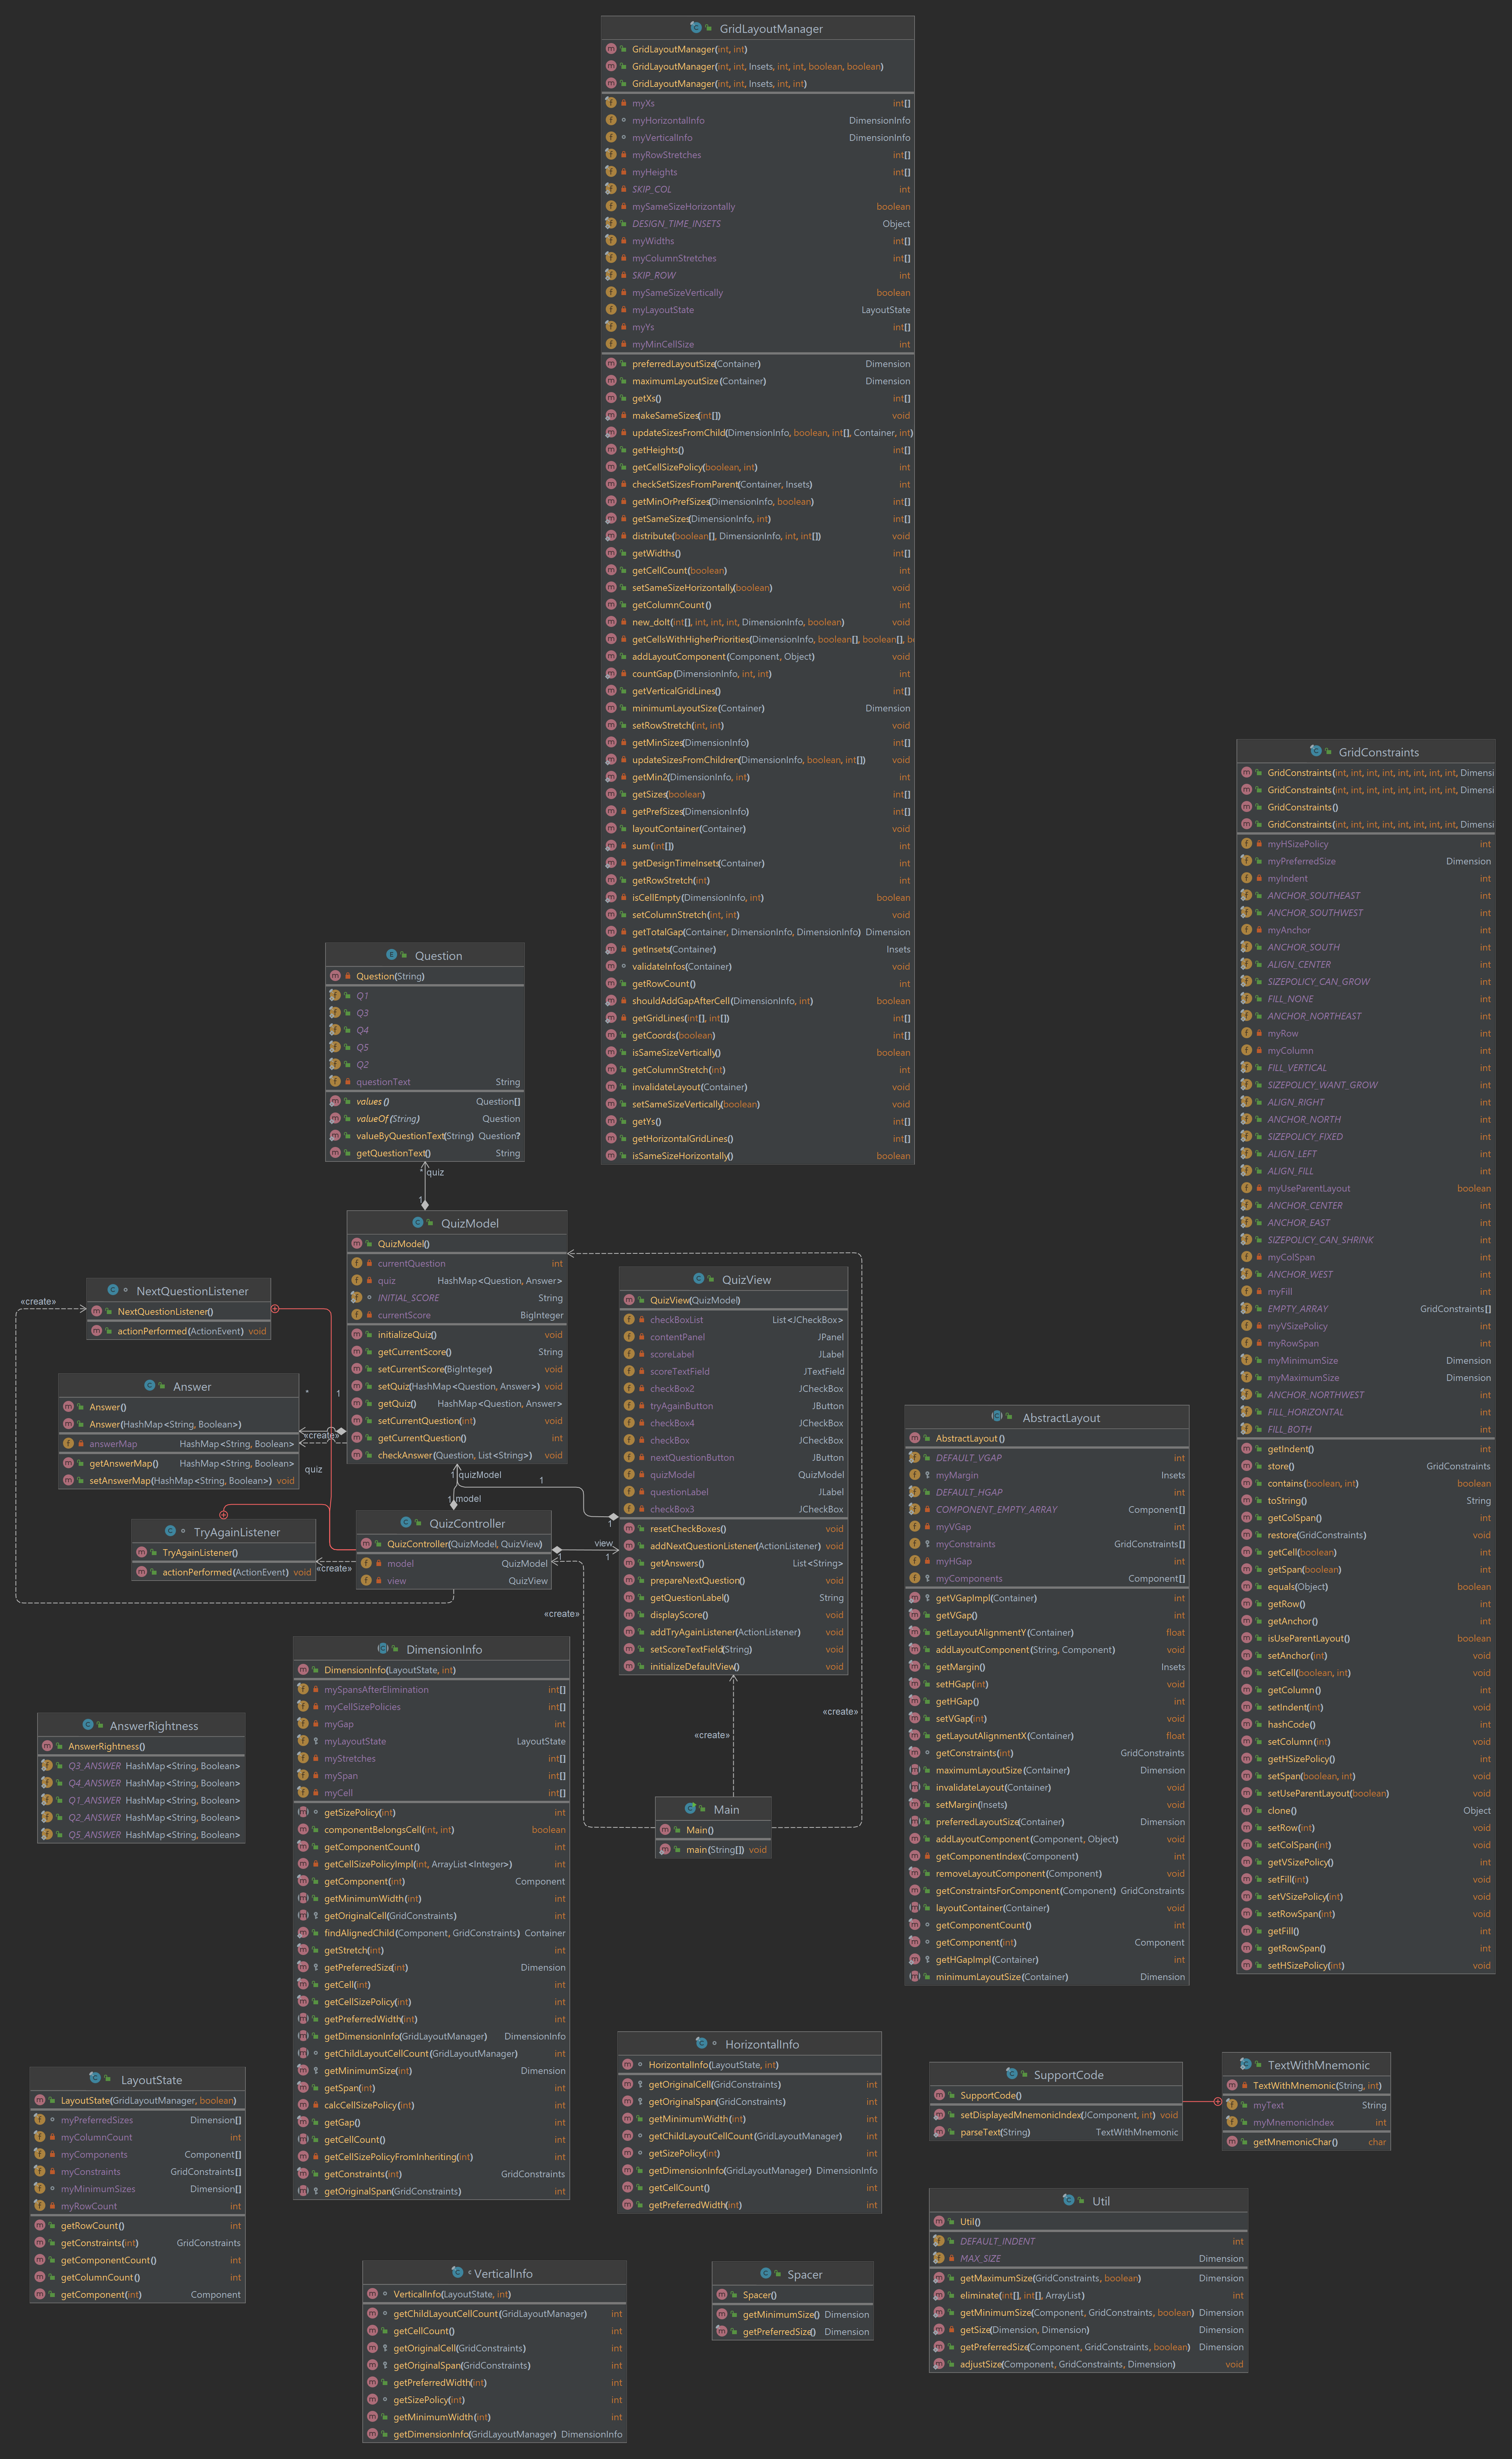 GridLayoutManager
GridLayoutManager(int, int)
GridLayoutManager(int, int, Insets, int, int, boolean, boolean)
GridLayoutManager(int, int, Insets, int, int)
myXs int[]
myHorizontalInfo DimensionInfo
myVerticalInfo DimensionInfo
myRowStretches int[]
myHeights int[]
SKIP_COL int
mySameSizeHorizontally boolean
DESIGN_TIME_INSETS Object
myWidths int[]
myColumnStretches int[]
SKIP_ROW int
mySameSizeVertically boolean
myLayoutState LayoutState
myYs int[]
myMinCellSize int
preferredLayoutSize(Container) Dimension
maximumLayoutSize(Container) Dimension
getXs() int[]
makeSameSizes(int[]) void
updateSizesFromChild(DimensionInfo, boolean, int[], Container, int)
getHeights() int[]
getCellSizePolicy(boolean, int) int
checkSetSizesFromParent(Container, Insets) int
getMinOrPrefSizes(DimensionInfo, boolean) int[]
getSameSizes(DimensionInfo, int) int[]
distribute(boolean[], DimensionInfo, int, int[]) void
getWidths() int[]
getCellCount(boolean) int
setSameSizeHorizontally(boolean) void
getColumnCount() int
new_doIt(int[], int, int, int, DimensionInfo, boolean) void
getCellsWithHigherPriorities(DimensionInfo, boolean[], boolean[], b
addLayoutComponent(Component, Object) void
countGap(DimensionInfo, int, int) int
getVerticalGridLines() int[]
minimumLayoutSize(Container) Dimension
setRowStretch(int, int) void
getMinSizes(DimensionInfo) int[]
updateSizesFromChildren(DimensionInfo, boolean, int[]) void
getMin2(DimensionInfo, int) int
getSizes(boolean) int[]
getPrefSizes(DimensionInfo) int[]
layoutContainer(Container) void
sum(int[]) int
getDesignTimeInsets(Container) int
getRowStretch(int) int
isCellEmpty(DimensionInfo, int) boolean
setColumnStretch(int, int) void
getTotalGap(Container, DimensionInfo, DimensionInfo) Dimension
getInsets(Container) Insets
validateInfos(Container) void
getRowCount() int
shouldAddGapAfterCell(DimensionInfo, int) boolean
getGridLines(int[], int[]) int[]
getCoords(boolean) int[]
isSameSizeVertically() boolean
getColumnStretch(int) int
invalidateLayout(Container) void
setSameSizeVertically(boolean) void
getYs() int[]
getHorizontalGridLines() int[]
isSameSizeHorizontally() boolean
GridConstraints
GridConstraints(int, int, int, int, int, int, int, int, Dimensi
GridConstraints(int, int, int, int, int, int, int, int, Dimensi
GridConstraints()
GridConstraints(int, int, int, int, int, int, int, int, Dimensi
myHSizePolicy int
myPreferredSize Dimension
myIndent int
ANCHOR_SOUTHEAST int
ANCHOR_SOUTHWEST int
myAnchor int
ANCHOR_SOUTH int
ALIGN_CENTER int
SIZEPOLICY_CAN_GROW int
FILL_NONE int
ANCHOR_NORTHEAST int
myRow int
myColumn int
FILL_VERTICAL int
SIZEPOLICY_WANT_GROW int
ALIGN_RIGHT int
ANCHOR_NORTH int
SIZEPOLICY_FIXED int
ALIGN_LEFT int
ALIGN_FILL int
myUseParentLayout boolean
ANCHOR_CENTER int
ANCHOR_EAST int
SIZEPOLICY_CAN_SHRINK int
myColSpan int
ANCHOR_WEST int
myFill int
EMPTY_ARRAY GridConstraints[]
myVSizePolicy int
myRowSpan int
myMinimumSize Dimension
myMaximumSize Dimension
ANCHOR_NORTHWEST int
FILL_HORIZONTAL int
FILL_BOTH int
getIndent() int
store() GridConstraints
contains(boolean, int) boolean
toString() String
getColSpan() int
restore(GridConstraints) void
getCell(boolean) int
getSpan(boolean) int
equals(Object) boolean
getRow() int
getAnchor() int
isUseParentLayout() boolean
setAnchor(int) void
setCell(boolean, int) void
getColumn() int
setIndent(int) void
hashCode() int
setColumn(int) void
getHSizePolicy() int
setSpan(boolean, int) void
setUseParentLayout(boolean) void
clone() Object
setRow(int) void
setColSpan(int) void
getVSizePolicy() int
setFill(int) void
setVSizePolicy(int) void
setRowSpan(int) void
getFill() int
getRowSpan() int
setHSizePolicy(int) void
Question
Question(String)
Q1
Q3
Q4
Q5
Q2
questionText String
values() Question[]
valueOf(String) Question
valueByQuestionText(String) Question?
getQuestionText() String
* quiz
1
QuizModel
QuizModel()
currentQuestion int
quiz HashMap<Question, Answer>
INITIAL_SCORE String
currentScore BigInteger
initializeQuiz() void
getCurrentScore() String
setCurrentScore(BigInteger) void
setQuiz(HashMap<Question, Answer>) void
getQuiz() HashMap<Question, Answer>
setCurrentQuestion(int) void
getCurrentQuestion() int
checkAnswer(Question, List<String>) void
NextQuestionListener
NextQuestionListener()
actionPerformed(ActionEvent) void
«create»
Answer
Answer()
Answer(HashMap<String, Boolean>)
answerMap HashMap<String, Boolean>
getAnswerMap() HashMap<String, Boolean>
setAnswerMap(HashMap<String, Boolean>) void
*
1
«create»
quiz
TryAgainListener
TryAgainListener()
actionPerformed(ActionEvent) void
«create»
1 quizModel
1
1
1 model
QuizController
QuizController(QuizModel, QuizView)
model QuizModel
view QuizView
view
1
1
QuizView
QuizView(QuizModel)
checkBoxList List<JCheckBox>
contentPanel JPanel
scoreLabel JLabel
scoreTextField JTextField
checkBox2 JCheckBox
tryAgainButton JButton
checkBox4 JCheckBox
checkBox JCheckBox
nextQuestionButton JButton
quizModel QuizModel
questionLabel JLabel
checkBox3 JCheckBox
resetCheckBoxes() void
addNextQuestionListener(ActionListener) void
getAnswers() List<String>
prepareNextQuestion() void
getQuestionLabel() String
displayScore() void
addTryAgainListener(ActionListener) void
setScoreTextField(String) void
initializeDefaultView() void
«create»
«create»
«create»
Main
Main()
main(String[]) void
AbstractLayout
AbstractLayout()
DEFAULT_VGAP int
myMargin Insets
DEFAULT_HGAP int
COMPONENT_EMPTY_ARRAY Component[]
myVGap int
myConstraints GridConstraints[]
myHGap int
myComponents Component[]
getVGapImpl(Container) int
getVGap() int
getLayoutAlignmentY(Container) float
addLayoutComponent(String, Component) void
getMargin() Insets
setHGap(int) void
getHGap() int
setVGap(int) void
getLayoutAlignmentX(Container) float
getConstraints(int) GridConstraints
maximumLayoutSize(Container) Dimension
invalidateLayout(Container) void
setMargin(Insets) void
preferredLayoutSize(Container) Dimension
addLayoutComponent(Component, Object) void
getComponentIndex(Component) int
removeLayoutComponent(Component) void
getConstraintsForComponent(Component) GridConstraints
layoutContainer(Container) void
getComponentCount() int
getComponent(int) Component
getHGapImpl(Container) int
minimumLayoutSize(Container) Dimension
DimensionInfo
DimensionInfo(LayoutState, int)
mySpansAfterElimination int[]
myCellSizePolicies int[]
myGap int
myLayoutState LayoutState
myStretches int[]
mySpan int[]
myCell int[]
getSizePolicy(int) int
componentBelongsCell(int, int) boolean
getComponentCount() int
getCellSizePolicyImpl(int, ArrayList<Integer>) int
getComponent(int) Component
getMinimumWidth(int) int
getOriginalCell(GridConstraints) int
findAlignedChild(Component, GridConstraints) Container
getStretch(int) int
getPreferredSize(int) Dimension
getCell(int) int
getCellSizePolicy(int) int
getPreferredWidth(int) int
getDimensionInfo(GridLayoutManager) DimensionInfo
getChildLayoutCellCount(GridLayoutManager) int
getMinimumSize(int) Dimension
getSpan(int) int
calcCellSizePolicy(int) int
getGap() int
getCellCount() int
getCellSizePolicyFromInheriting(int) int
getConstraints(int) GridConstraints
getOriginalSpan(GridConstraints) int
AnswerRightness
AnswerRightness()
Q3_ANSWER HashMap<String, Boolean>
Q4_ANSWER HashMap<String, Boolean>
Q1_ANSWER HashMap<String, Boolean>
Q2_ANSWER HashMap<String, Boolean>
Q5_ANSWER HashMap<String, Boolean>
LayoutState
LayoutState(GridLayoutManager, boolean)
myPreferredSizes Dimension[]
myColumnCount int
myComponents Component[]
myConstraints GridConstraints[]
myMinimumSizes Dimension[]
myRowCount int
getRowCount() int
getConstraints(int) GridConstraints
getComponentCount() int
getColumnCount() int
getComponent(int) Component
HorizontalInfo
HorizontalInfo(LayoutState, int)
getOriginalCell(GridConstraints) int
getOriginalSpan(GridConstraints) int
getMinimumWidth(int) int
getChildLayoutCellCount(GridLayoutManager) int
getSizePolicy(int) int
getDimensionInfo(GridLayoutManager) DimensionInfo
getCellCount() int
getPreferredWidth(int) int
SupportCode
SupportCode()
setDisplayedMnemonicIndex(JComponent, int) void
parseText(String) TextWithMnemonic
TextWithMnemonic
TextWithMnemonic(String, int)
myText String
myMnemonicIndex int
getMnemonicChar() char
Util
Util()
DEFAULT_INDENT int
MAX_SIZE Dimension
getMaximumSize(GridConstraints, boolean) Dimension
eliminate(int[], int[], ArrayList) int
getMinimumSize(Component, GridConstraints, boolean) Dimension
getSize(Dimension, Dimension) Dimension
getPreferredSize(Component, GridConstraints, boolean) Dimension
adjustSize(Component, GridConstraints, Dimension) void
VerticalInfo
VerticalInfo(LayoutState, int)
getChildLayoutCellCount(GridLayoutManager) int
getCellCount() int
getOriginalCell(GridConstraints) int
getOriginalSpan(GridConstraints) int
getPreferredWidth(int) int
getSizePolicy(int) int
getMinimumWidth(int) int
getDimensionInfo(GridLayoutManager) DimensionInfo
Spacer
Spacer()
getMinimumSize() Dimension
getPreferredSize() Dimension